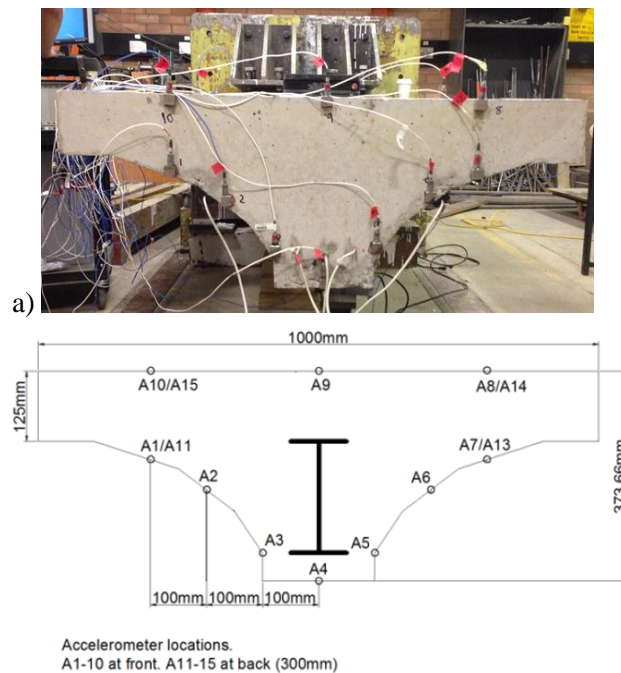 10
9
8
1
2
a)
1000mm
125mm
A10/A15
A9
A8/A14
A1/A11
A7/A13
A2
A6
A3
A5
A4
373.66mm
100mm
100mm
100mm
Accelerometer locations.
A1-10 at front. A11-15 at back (300mm)